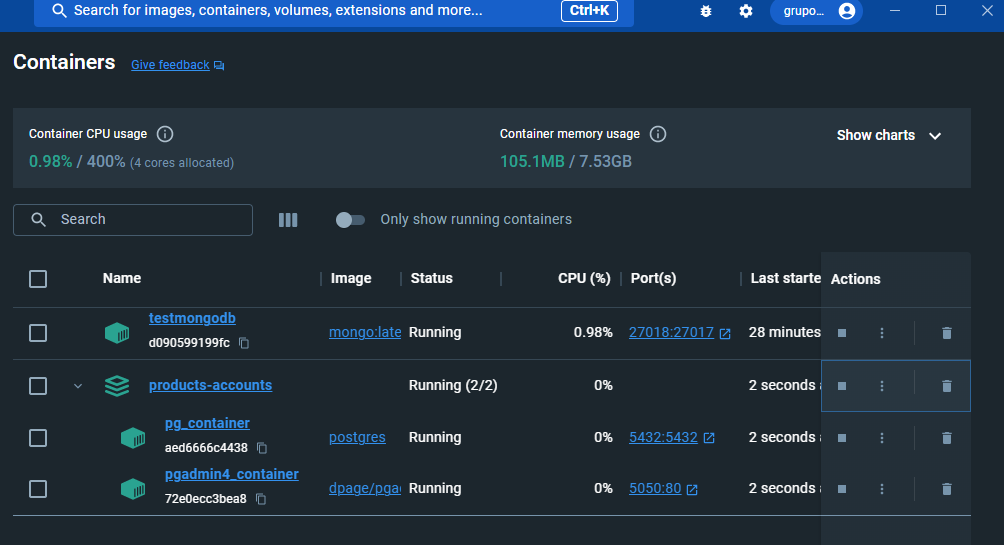 Search for images, containers, volumes, extensions and more... Ctrl+K grupo...
Containers Give feedback
Container CPU usage Container memory usage Show charts
0.98% / 400% (4 cores allocated) 105.1MB / 7.53GB
Search Only show running containers
Name Image Status CPU (%) Port(s) Last starte Actions
testmongodb
d090599199fc mongo:late Running 0.98% 27018:27017 28 minutes
products-accounts Running (2/2) 0% 2 seconds a
pg_container
aed6666c4438 postgres Running 0% 5432:5432 2 seconds a
pgadmin4_container
72e0ecc3bea8 dpage/pga Running 0% 5050:80 2 seconds a